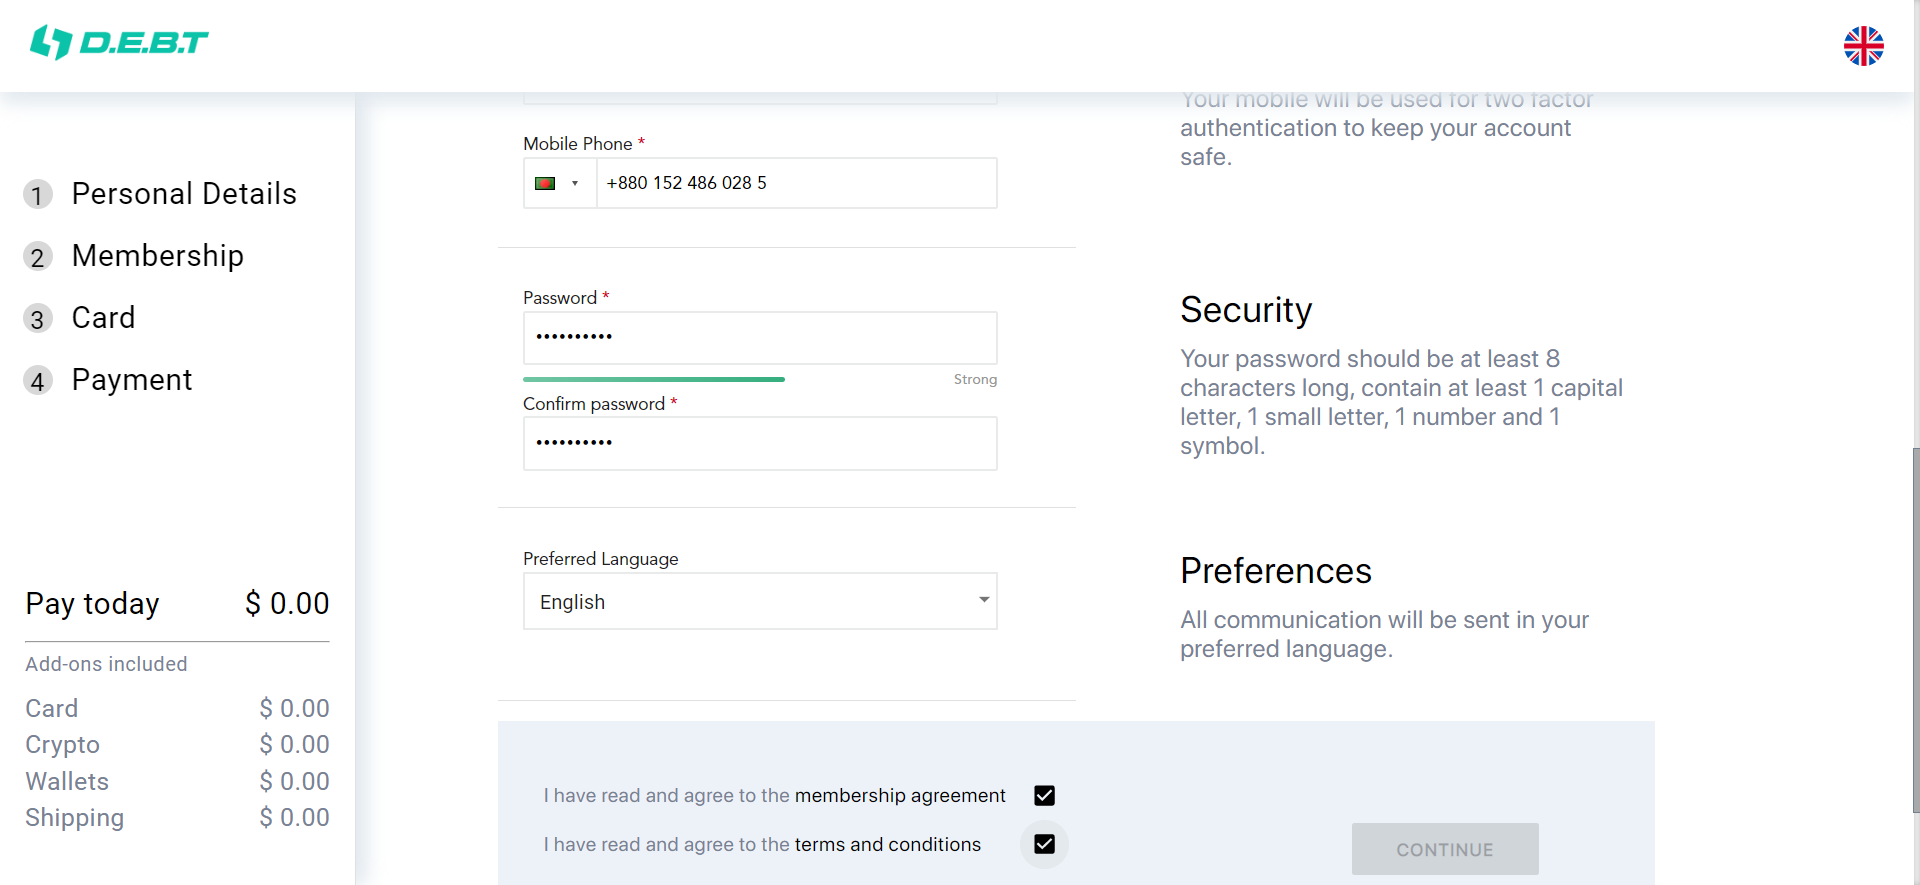 D.E.B.T
1 Personal Details
2 Membership
3 Card
4 Payment
Pay today $ 0.00
Add-ons included
Card $ 0.00
Crypto $ 0.00
Wallets $ 0.00
Shipping $ 0.00
Mobile Phone *
+880 152 486 028 5
Your mobile will be used for two factor
authentication to keep your account
safe.
Password *
••••••••••
Strong
Confirm password *
••••••••••
Security
Your password should be at least 8
characters long, contain at least 1 capital
letter, 1 small letter, 1 number and 1
symbol.
Preferred Language
English
Preferences
All communication will be sent in your
preferred language.
I have read and agree to the membership agreement
I have read and agree to the terms and conditions
CONTINUE